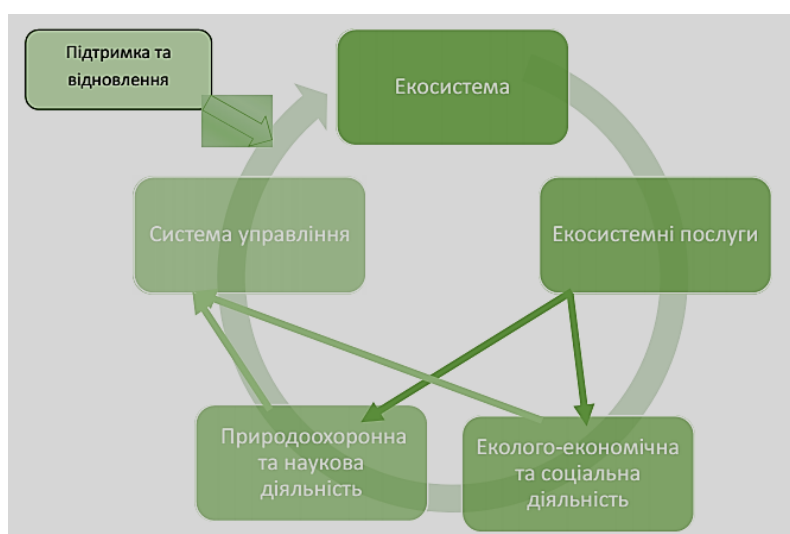 Підтримка та
відновлення
Екосистема
Система управління
Екосистемні послуги
Природоохоронна
та наукова
діяльність
Еколого-економічна
та соціальна
діяльність